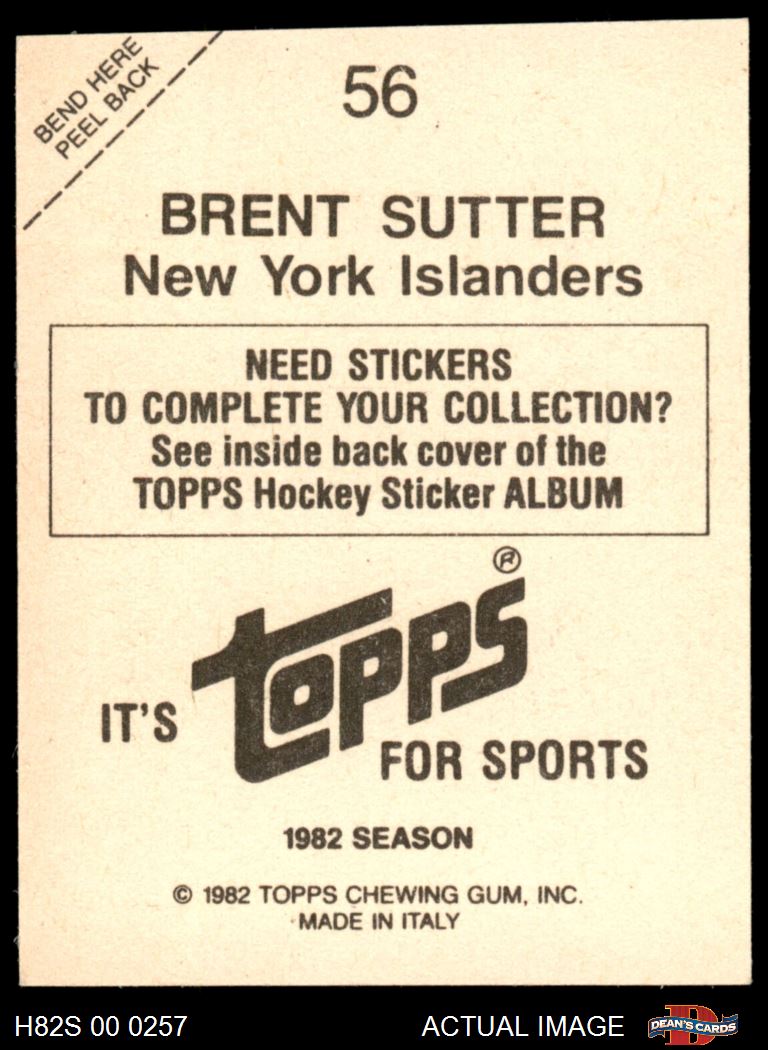 BEND HERE
PEEL BACK
56
BRENT SUTTER
New York Islanders
NEED STICKERS
TO COMPLETE YOUR COLLECTION?
See inside back cover of the
TOPPS Hockey Sticker ALBUM
IT'S topps®
FOR SPORTS
1982 SEASON
© 1982 TOPPS CHEWING GUM, INC.
MADE IN ITALY
H82S 00 0257
ACTUAL IMAGE
D
DEAN'S CARDS